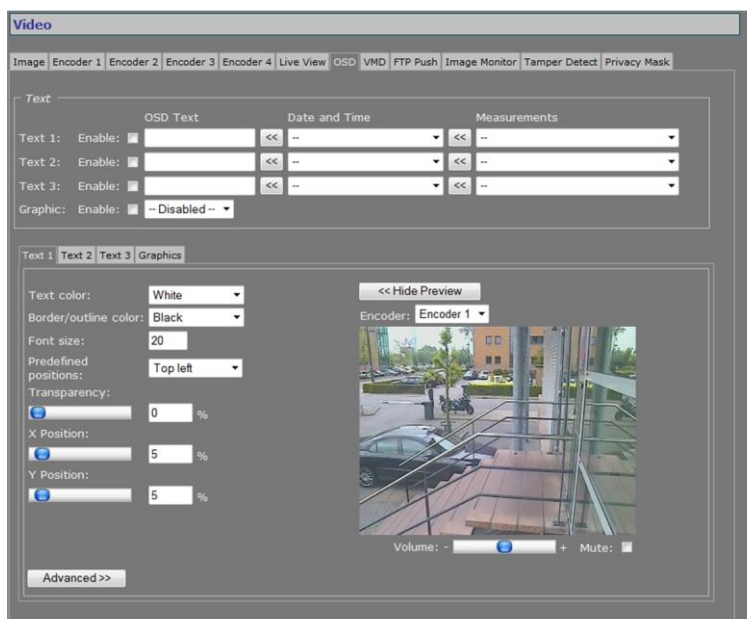 Video
Image Encoder 1 Encoder 2 Encoder 3 Encoder 4 Live View OSD VMD FTP Push Image Monitor Tamper Detect Privacy Mask
Text
OSD Text Date and Time Measurements
Text 1: Enable: << -- << --
Text 2: Enable: << -- << --
Text 3: Enable: << -- << --
Graphic: Enable: -- Disabled --
Text 1 Text 2 Text 3 Graphics
<< Hide Preview
Text color: White
Encoder: Encoder 1
Border/outline color: Black
Font size: 20
Predefined
positions: Top left
Transparency:
0 %
X Position:
5 %
Y Position:
5 %
Volume: - + Mute:
Advanced >>